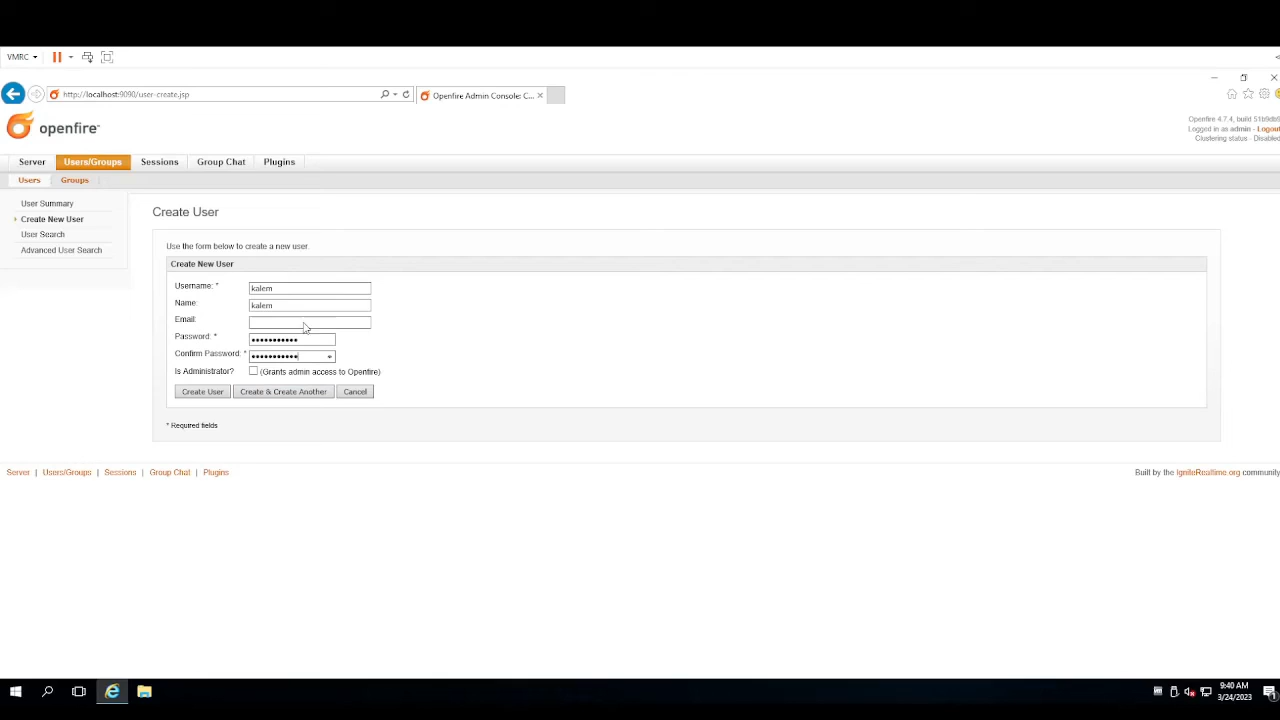 VMRC
http://localhost:9090/user-create.jsp
Openfire Admin Console: C...
openfire™
Openfire 4.7.4, build 51b9db9
Logged in as admin - Logout
Clustering status - Disabled
Server Users/Groups Sessions Group Chat Plugins
Users Groups
User Summary
Create New User
User Search
Advanced User Search
Create User
Use the form below to create a new user.
Create New User
Username: * kalem
Name: kalem
Email:
Password: * •••••••••••
Confirm Password: * •••••••••••
Is Administrator? (Grants admin access to Openfire)
Create User Create & Create Another Cancel
* Required fields
Server | Users/Groups | Sessions | Group Chat | Plugins
Built by the IgniteRealtime.org community
9:40 AM
3/24/2023
1